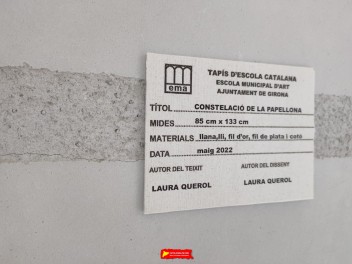 ema
TAPÍS D'ESCOLA CATALANA
ESCOLA MUNICIPAL D'ART
AJUNTAMENT DE GIRONA
TÍTOL CONSTELACIÓ DE LA PAPELLONA
MIDES 85 cm x 133 cm
MATERIALS llana,lli, fil d'or, fil de plata i cotó
DATA maig 2022
AUTOR DEL TEIXIT AUTOR DEL DISSENY
LAURA QUEROL LAURA QUEROL